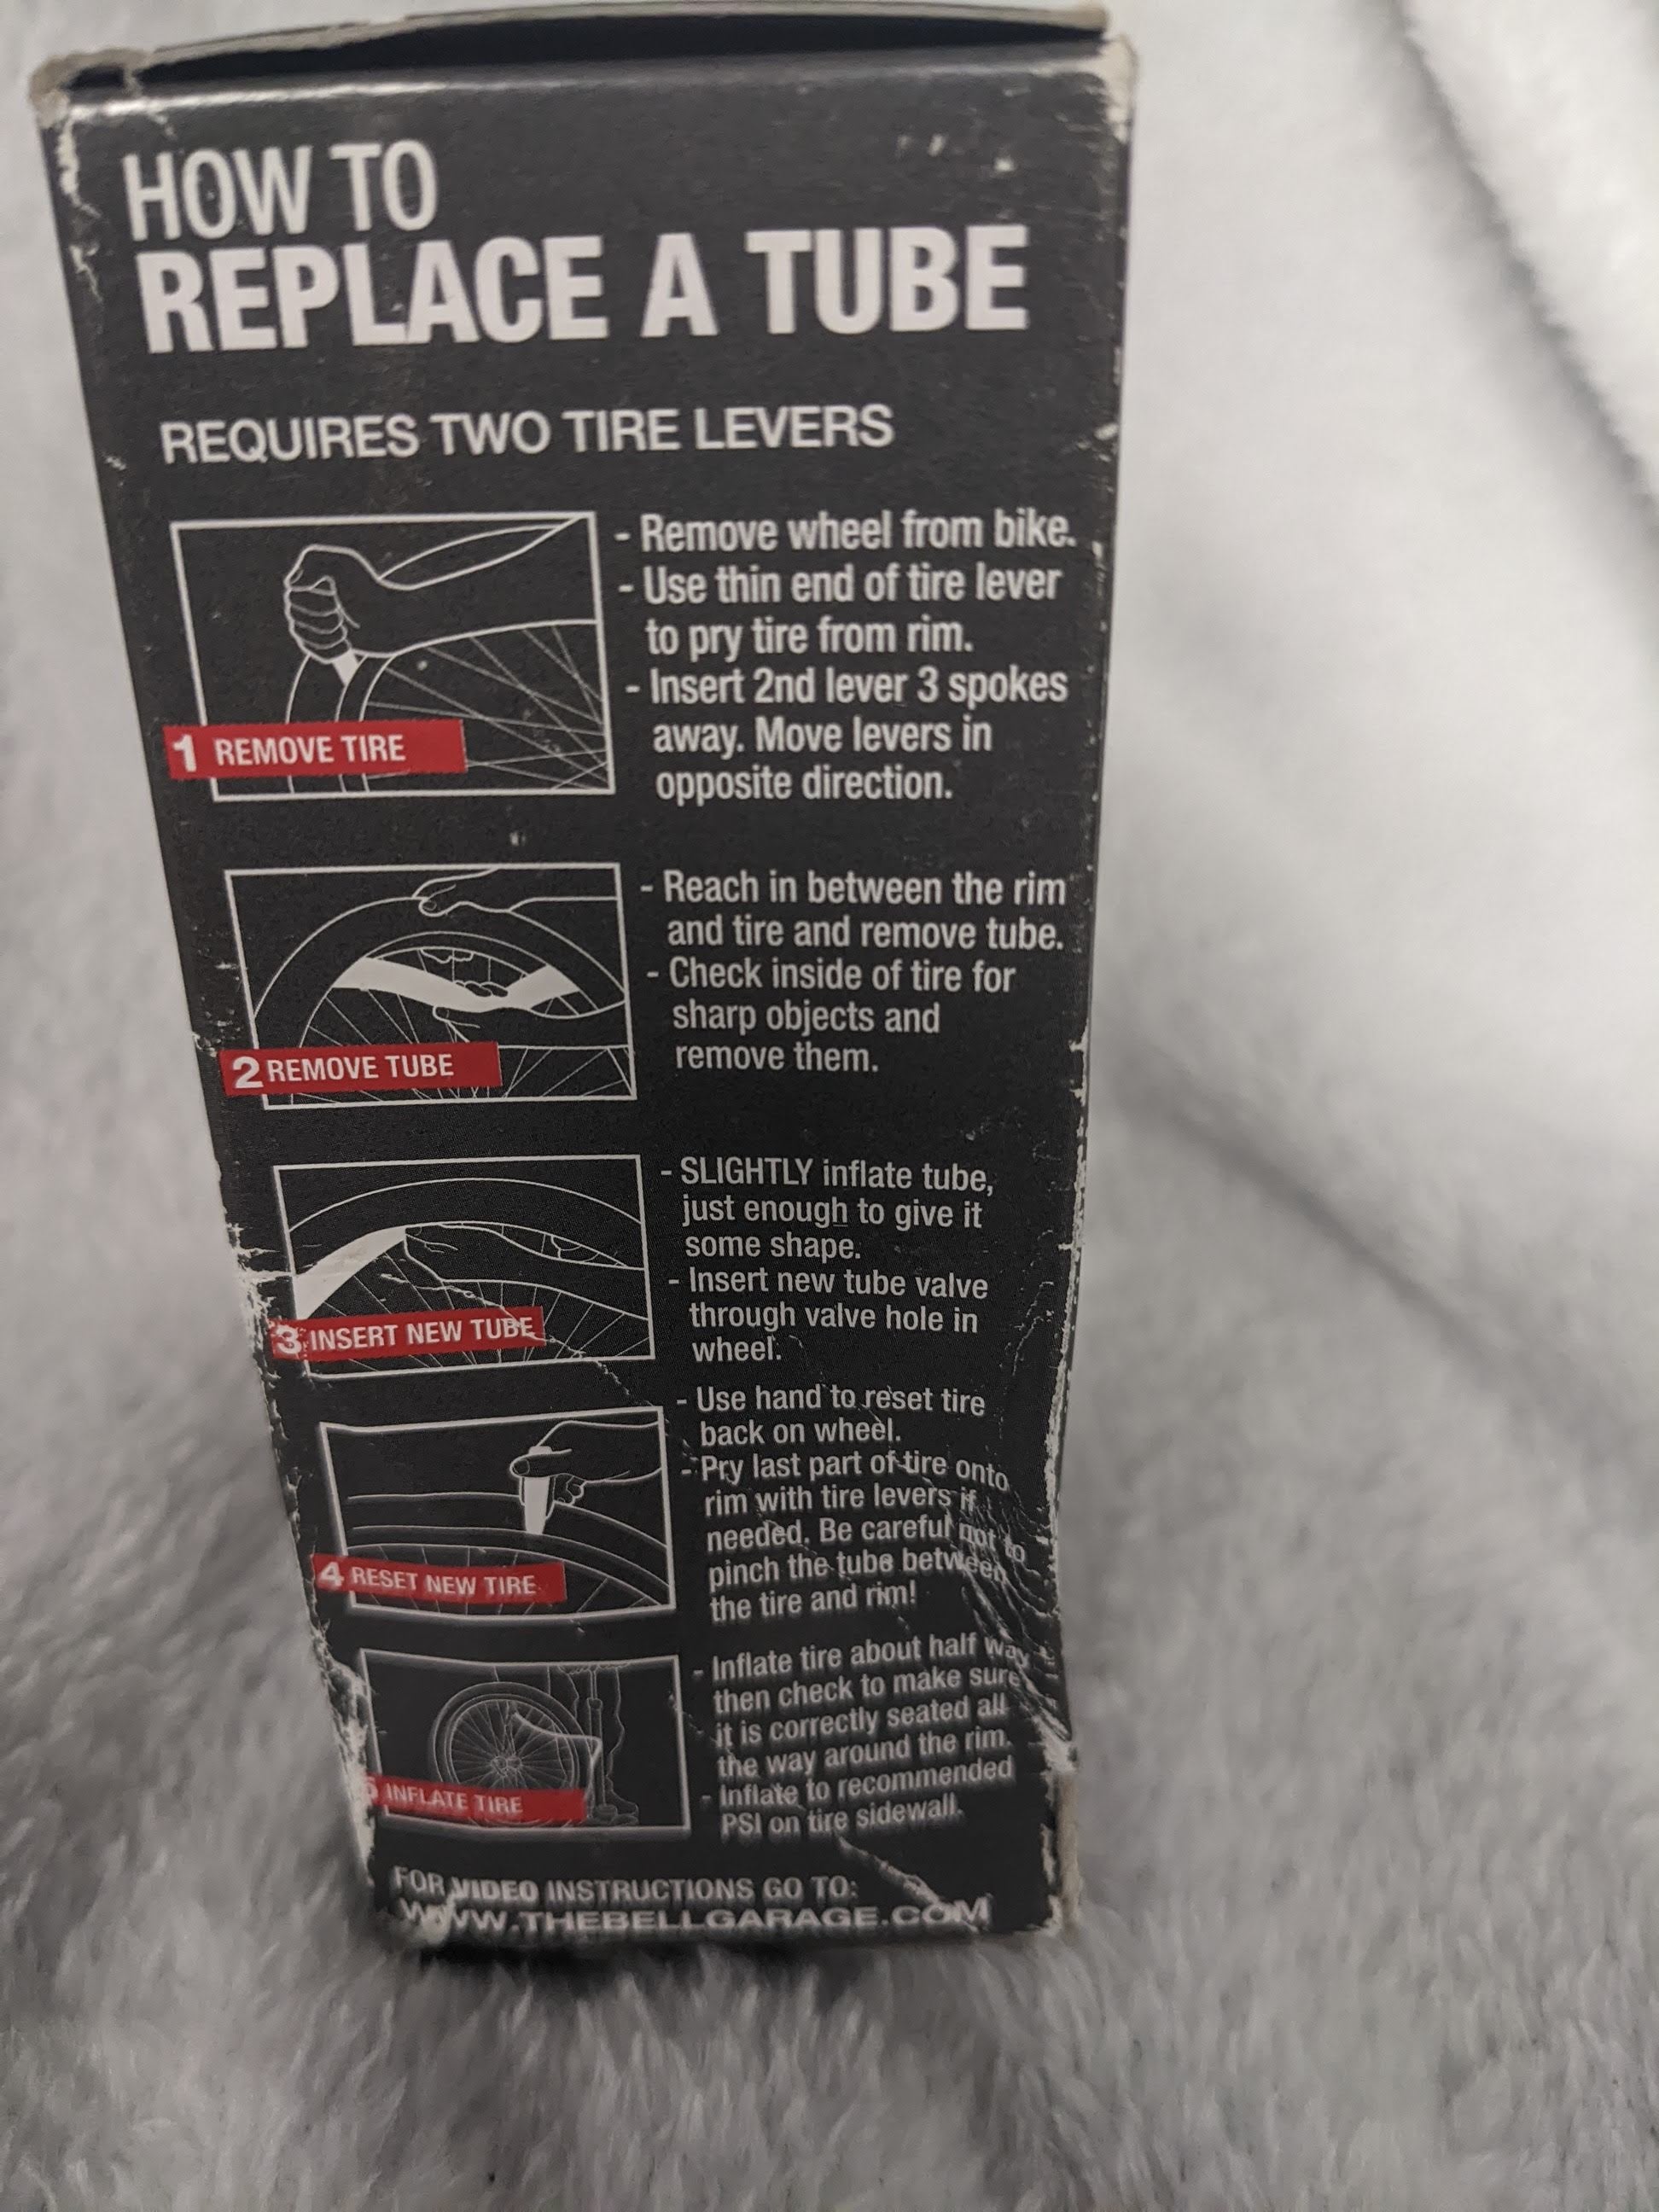 HOW TO
REPLACE A TUBE
REQUIRES TWO TIRE LEVERS
1 REMOVE TIRE
- Remove wheel from bike.
- Use thin end of tire lever
to pry tire from rim.
- Insert 2nd lever 3 spokes
away. Move levers in
opposite direction.
2 REMOVE TUBE
- Reach in between the rim
and tire and remove tube.
- Check inside of tire for
sharp objects and
remove them.
3 INSERT NEW TUBE
- SLIGHTLY inflate tube,
just enough to give it
some shape.
- Insert new tube valve
through valve hole in
wheel.
4 RESET NEW TIRE
- Use hand to reset tire
back on wheel.
- Pry last part of tire onto
rim with tire levers if
needed. Be careful not to
pinch the tube between
the tire and rim!
5 INFLATE TIRE
- Inflate tire about half way
then check to make sure
it is correctly seated all
the way around the rim.
- Inflate to recommended
PSI on tire sidewall.
FOR VIDEO INSTRUCTIONS GO TO:
WWW.THEBELLGARAGE.COM